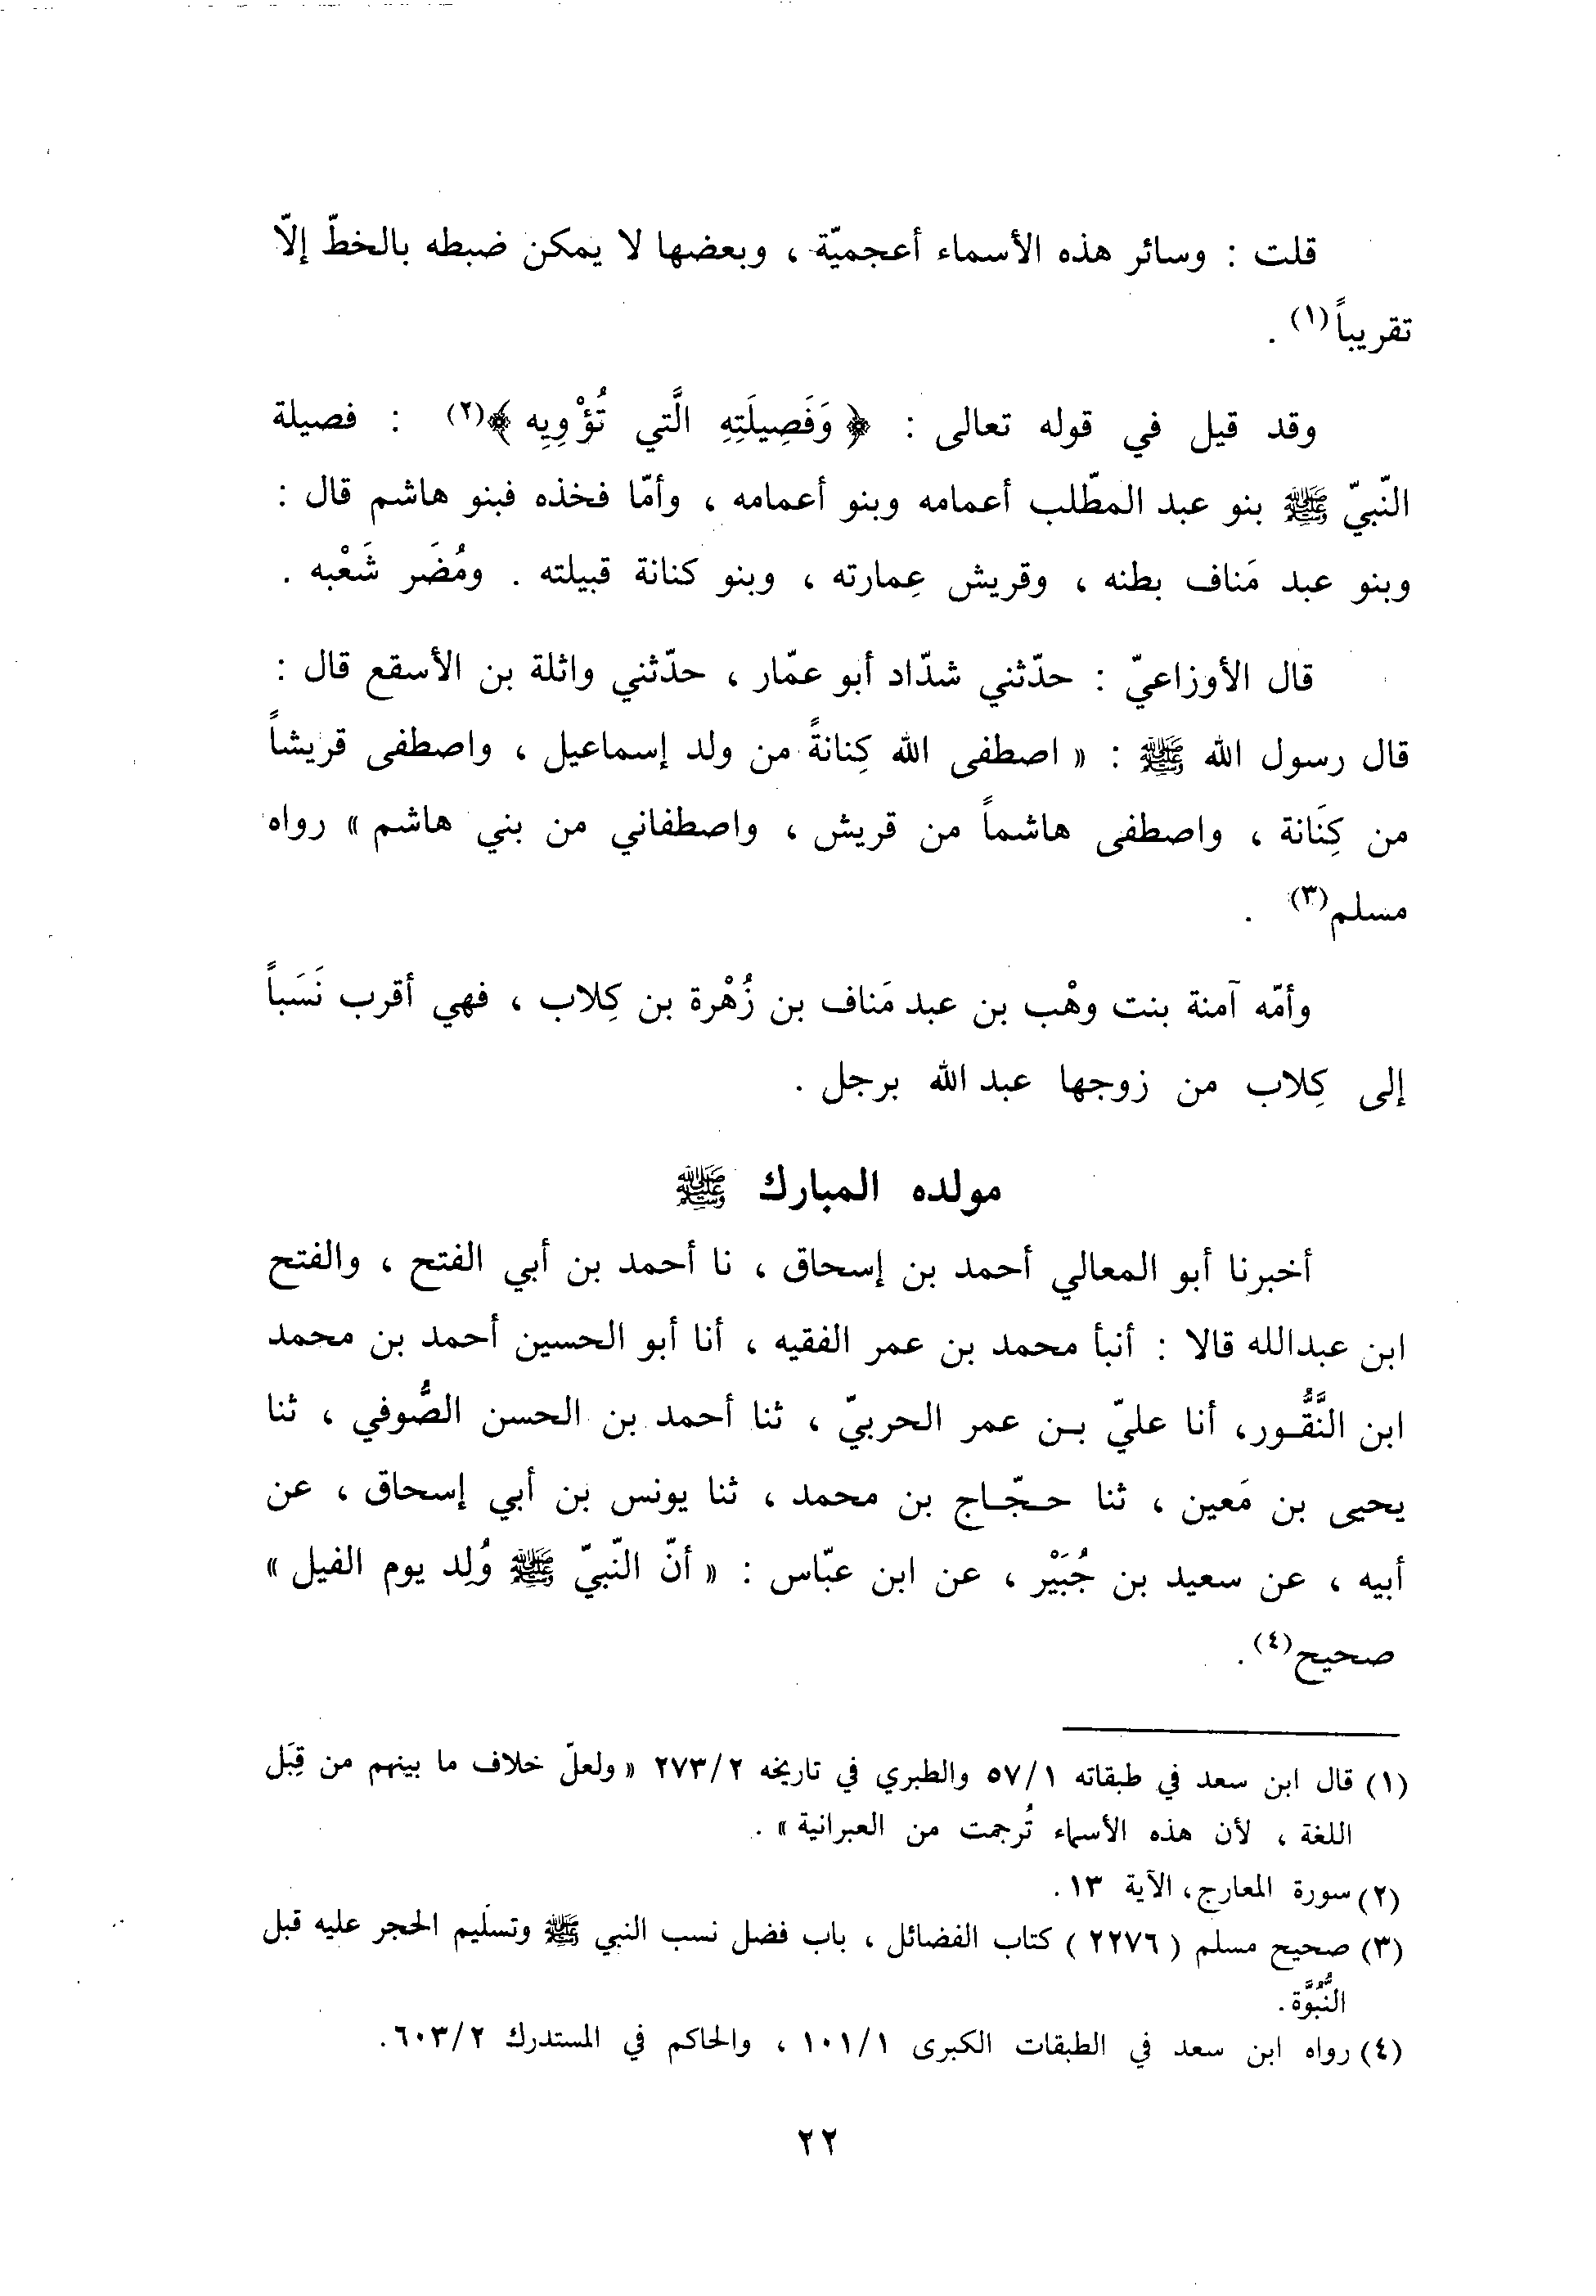 قلت : وسائر هذه الأسماء أعجميّة ، وبعضها لا يمكن ضبطه بالخطّ إلاّ
تقريباً(١) .
وقد قيل في قوله تعالى : ﴿ وَفَصِيلَتِهِ الَّتي تُؤْوِيِه ﴾(٢) : فصيلة
النّبيّ ﷺ بنو عبد المطّلب أعمامه وبنو أعمامه ، وأمّا فخذه فبنو هاشم قال :
وبنو عبد مَناف بطنه ، وقريش عِمارته ، وبنو كنانة قبيلته . ومُضَر شَعْبه .
قال الأوزاعيّ : حدّثني شدّاد أبو عمّار ، حدّثني واثلة بن الأسقع قال :
قال رسول الله ﷺ : « اصطفى الله كِنانةً من ولد إسماعيل ، واصطفى قريشاً
من كِنَانة ، واصطفى هاشماً من قريش ، واصطفاني من بني هاشم » رواه
مسلم(٣) .
وأمّه آمنة بنت وهْب بن عبد مَناف بن زُهْرة بن كِلاب ، فهي أقرب نَسَباً
إلى كِلاب من زوجها عبد الله برجل .
مولده المبارك ﷺ
أخبرنا أبو المعالي أحمد بن إسحاق ، نا أحمد بن أبي الفتح ، والفتح
ابن عبدالله قالا : أنبأ محمد بن عمر الفقيه ، أنا أبو الحسين أحمد بن محمد
ابن النَّقُّـور، أنا عليّ بـن عمر الحربيّ ، ثنا أحمد بن الحسن الصُّوفي ، ثنا
يحيى بن مَعين ، ثنا حـجّـاج بن محمد ، ثنا يونس بن أبي إسحاق ، عن
أبيه ، عن سعيد بن جُبَيْر ، عن ابن عبّاس : « أنّ النّبيّ ﷺ وُلِد يوم الفيل »
صحيح(٤) .
(١) قال ابن سعد في طبقاته ٥٧/١ والطبري في تاريخه ٢٧٣/٢ « ولعلّ خلاف ما بينهم من قِبَل
اللغة ، لأن هذه الأسماء تُرجمت من العبرانية » .
(٢) سورة المعارج، الآية ١٣ .
(٣) صحيح مسلم ( ٢٢٧٦ ) كتاب الفضائل ، باب فضل نسب النبي ﷺ وتسليم الحجر عليه قبل
النُّبُوَّة .
(٤) رواه ابن سعد في الطبقات الكبرى ١٠١/١ ، والحاكم في المستدرك ٦٠٣/٢ .
٢٢